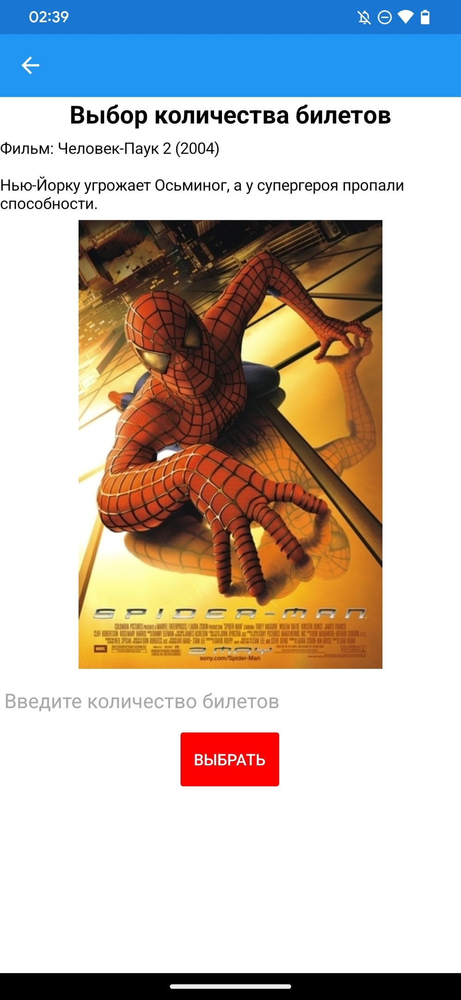 02:39
Выбор количества билетов
Фильм: Человек-Паук 2 (2004)
Нью-Йорку угрожает Осьминог, а у супергероя пропали
способности.
SPIDER-MAN
MARVEL
3 MAY
sony.com/Spider-Man
Введите количество билетов
ВЫБРАТЬ